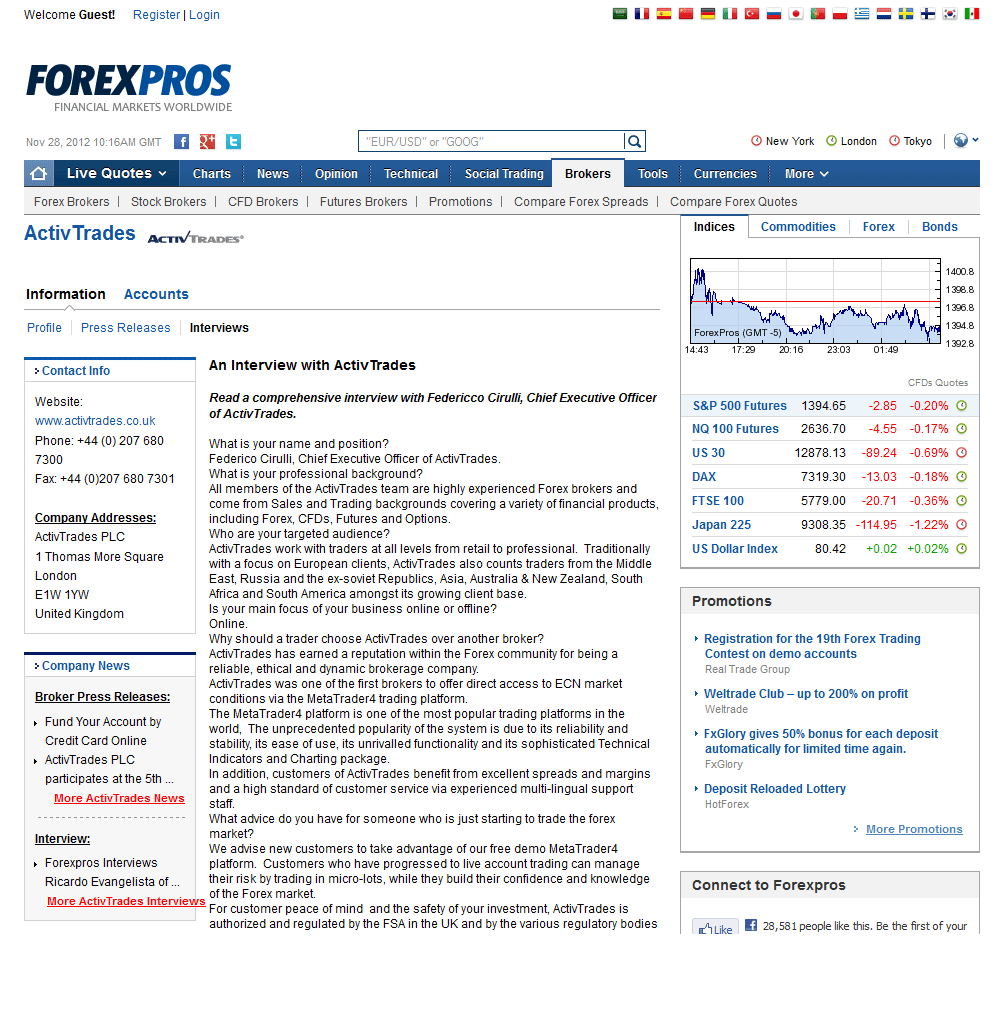 Welcome Guest! Register | Login
FOREXPROS
FINANCIAL MARKETS WORLDWIDE
Nov 28, 2012 10:16AM GMT
"EUR/USD" or "GOOG"
New York London Tokyo
Live Quotes Charts News Opinion Technical Social Trading Brokers Tools Currencies More
Forex Brokers | Stock Brokers | CFD Brokers | Futures Brokers | Promotions | Compare Forex Spreads | Compare Forex Quotes
ActivTrades ACTIVTRADES®
Information Accounts
Profile Press Releases Interviews
Contact Info
Website:
www.activtrades.co.uk
Phone: +44 (0) 207 680
7300
Fax: +44 (0)207 680 7301
Company Addresses:
ActivTrades PLC
1 Thomas More Square
London
E1W 1YW
United Kingdom
Company News
Broker Press Releases:
Fund Your Account by
Credit Card Online
ActivTrades PLC
participates at the 5th ...
More ActivTrades News
Interview:
Forexpros Interviews
Ricardo Evangelista of ...
More ActivTrades Interviews
An Interview with ActivTrades
Read a comprehensive interview with Federicco Cirulli, Chief Executive Officer
of ActivTrades.
What is your name and position?
Federico Cirulli, Chief Executive Officer of ActivTrades.
What is your professional background?
All members of the ActivTrades team are highly experienced Forex brokers and
come from Sales and Trading backgrounds covering a variety of financial products,
including Forex, CFDs, Futures and Options.
Who are your targeted audience?
ActivTrades work with traders at all levels from retail to professional. Traditionally
with a focus on European clients, ActivTrades also counts traders from the Middle
East, Russia and the ex-soviet Republics, Asia, Australia & New Zealand, South
Africa and South America amongst its growing client base.
Is your main focus of your business online or offline?
Online.
Why should a trader choose ActivTrades over another broker?
ActivTrades has earned a reputation within the Forex community for being a
reliable, ethical and dynamic brokerage company.
ActivTrades was one of the first brokers to offer direct access to ECN market
conditions via the MetaTrader4 trading platform.
The MetaTrader4 platform is one of the most popular trading platforms in the
world, The unprecedented popularity of the system is due to its reliability and
stability, its ease of use, its unrivalled functionality and its sophisticated Technical
Indicators and Charting package.
In addition, customers of ActivTrades benefit from excellent spreads and margins
and a high standard of customer service via experienced multi-lingual support
staff.
What advice do you have for someone who is just starting to trade the forex
market?
We advise new customers to take advantage of our free demo MetaTrader4
platform. Customers who have progressed to live account trading can manage
their risk by trading in micro-lots, while they build their confidence and knowledge
of the Forex market.
For customer peace of mind and the safety of your investment, ActivTrades is
authorized and regulated by the FSA in the UK and by the various regulatory bodies
Indices Commodities Forex Bonds
1400.8
1398.8
1396.8
1394.8
1392.8
ForexPros (GMT -5)
14:43 17:29 20:16 23:03 01:49
CFDs Quotes
S&P 500 Futures 1394.65 -2.85 -0.20%
NQ 100 Futures 2636.70 -4.55 -0.17%
US 30 12878.13 -89.24 -0.69%
DAX 7319.30 -13.03 -0.18%
FTSE 100 5779.00 -20.71 -0.36%
Japan 225 9308.35 -114.95 -1.22%
US Dollar Index 80.42 +0.02 +0.02%
Promotions
Registration for the 19th Forex Trading
Contest on demo accounts
Real Trade Group
Weltrade Club – up to 200% on profit
Weltrade
FxGlory gives 50% bonus for each deposit
automatically for limited time again.
FxGlory
Deposit Reloaded Lottery
HotForex
More Promotions
Connect to Forexpros
Like 28,581 people like this. Be the first of your